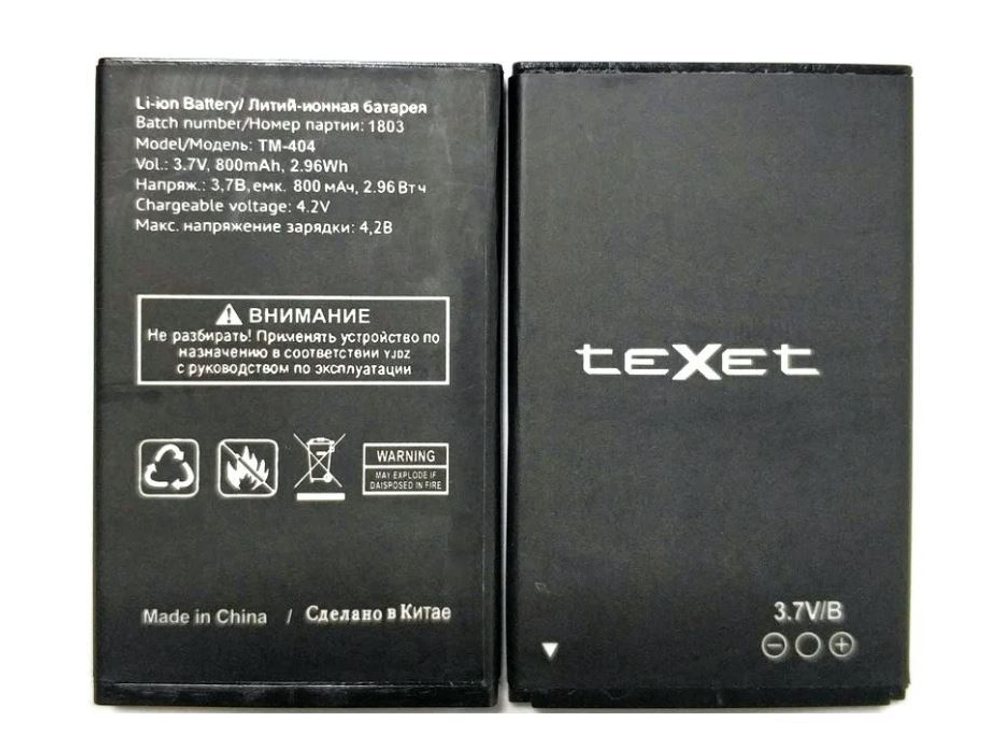 Li-ion Battery/ Литий-ионная батарея
Batch number/Номер партии: 1803
Model/Модель: TM-404
Vol.: 3.7V, 800mAh, 2.96Wh
Напряж.: 3,7В, емк. 800 мАч, 2.96 Вт ч
Chargeable voltage: 4.2V
Макс. напряжение зарядки: 4,2В
ВНИМАНИЕ
Не разбирать! Применять устройство по
назначению в соответствии YJDZ
с руководством по эксплуатации
WARNING
MAY EXPLODE IF
DAISPOSED IN FIRE
Made in China / Сделано в Китае
teXet
3.7V/B